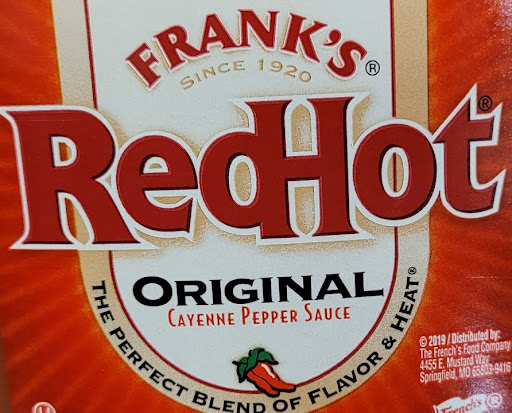 FRANK'S®
SINCE 1920
REDHOT®
ORIGINAL
CAYENNE PEPPER SAUCE
THE PERFECT BLEND OF FLAVOR & HEAT®
© 2019 / Distributed by:
The French's Food Company
4455 E. Mustard Way
Springfield, MO 65803-9416
French's ®